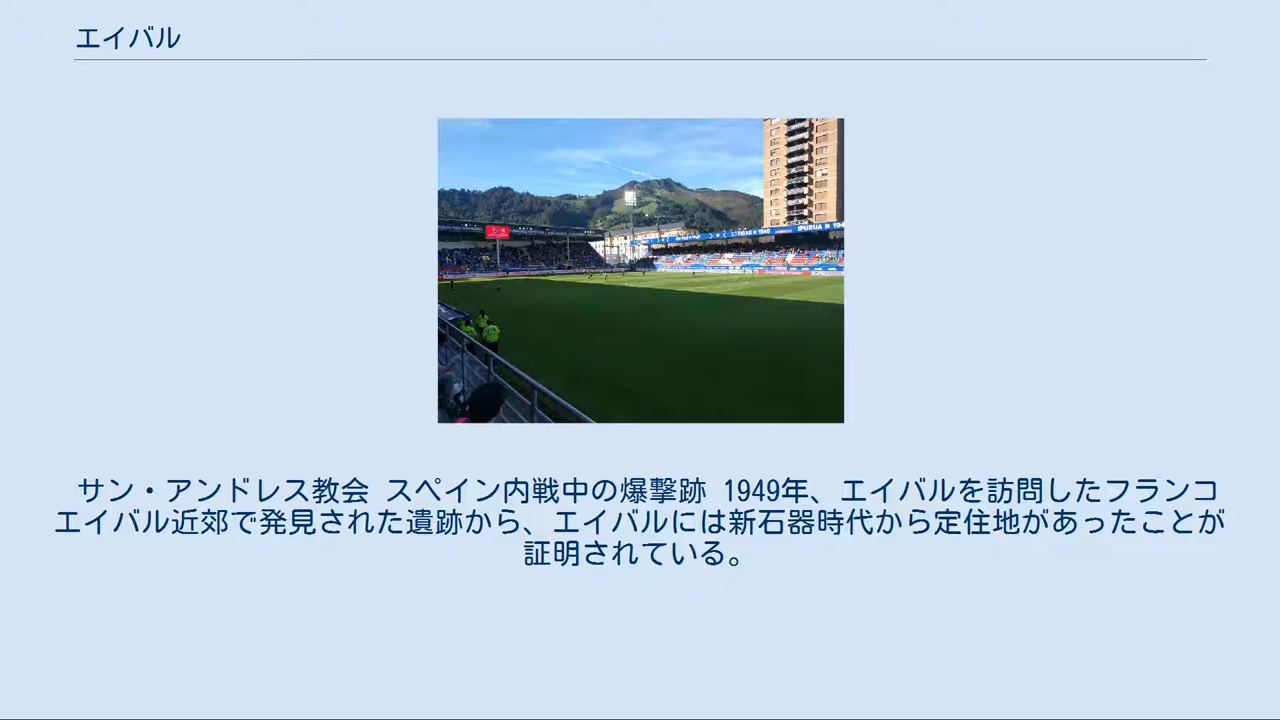 エイバル
IPURUA
サン・アンドレス教会 スペイン内戦中の爆撃跡 1949年、エイバルを訪問したフランコ
エイバル近郊で発見された遺跡から、エイバルには新石器時代から定住地があったことが
証明されている。